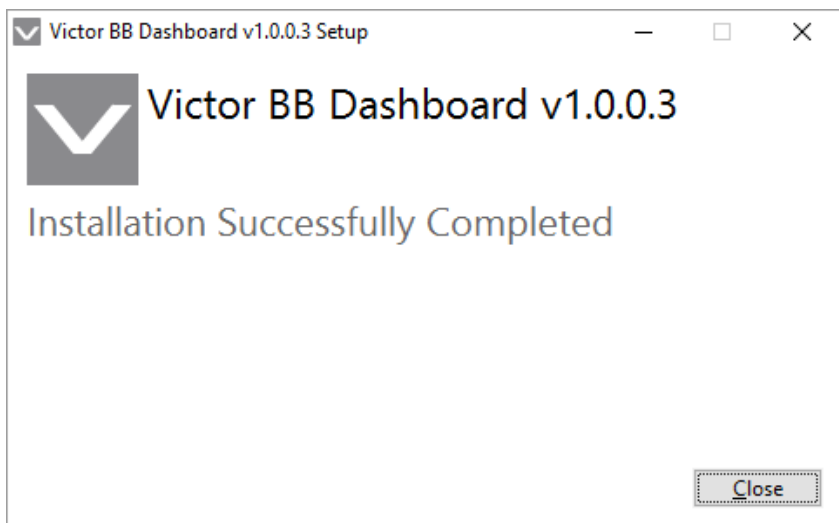 Victor BB Dashboard v1.0.0.3 Setup
Victor BB Dashboard v1.0.0.3
Installation Successfully Completed
Close